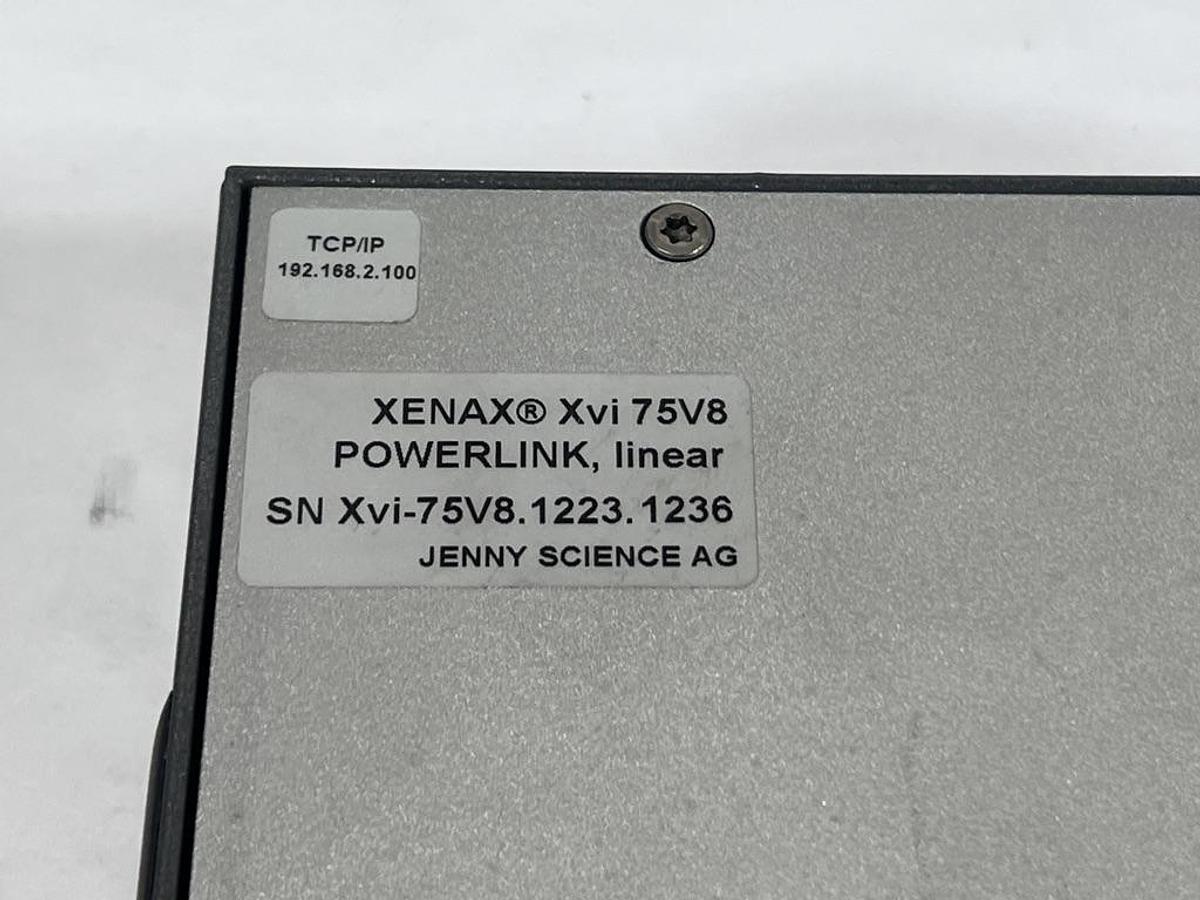 TCP/IP
192.168.2.100
XENAX® Xvi 75V8
POWERLINK, linear
SN Xvi-75V8.1223.1236
JENNY SCIENCE AG